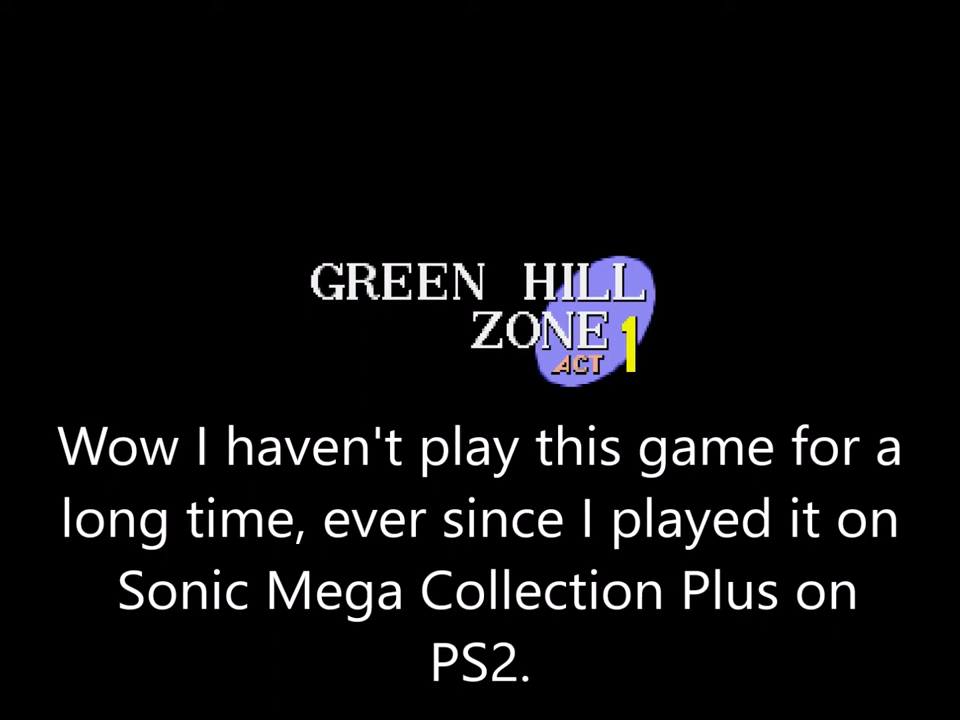 GREEN HILL
ZONE
ACT 1
Wow I haven't play this game for a
long time, ever since I played it on
Sonic Mega Collection Plus on
PS2.